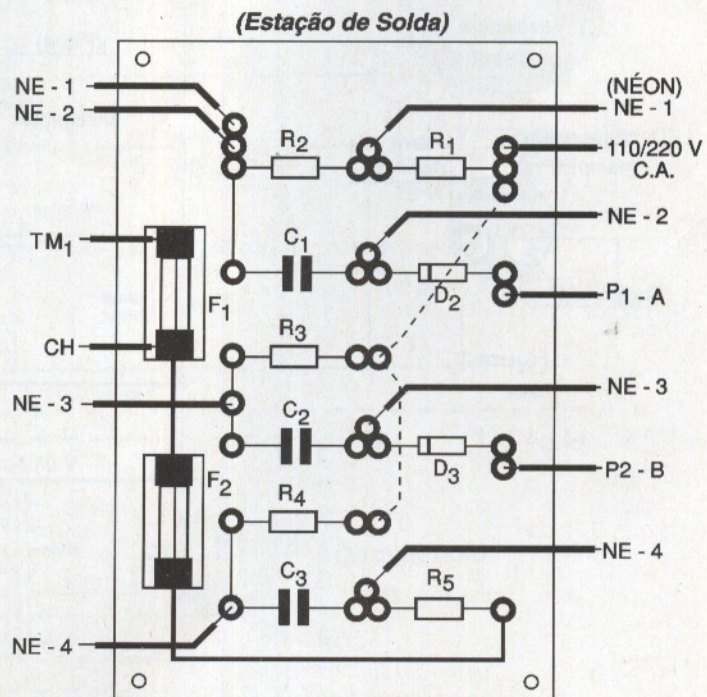 (Estação de Solda)
NE - 1
NE - 2
(NÉON)
NE - 1
110/220 V
C.A.
R2
R1
NE - 2
TM1
C1
D2
F1
P1 - A
CH
R3
NE - 3
NE - 3
C2
D3
F2
P2 - B
R4
NE - 4
C3
R5
NE - 4